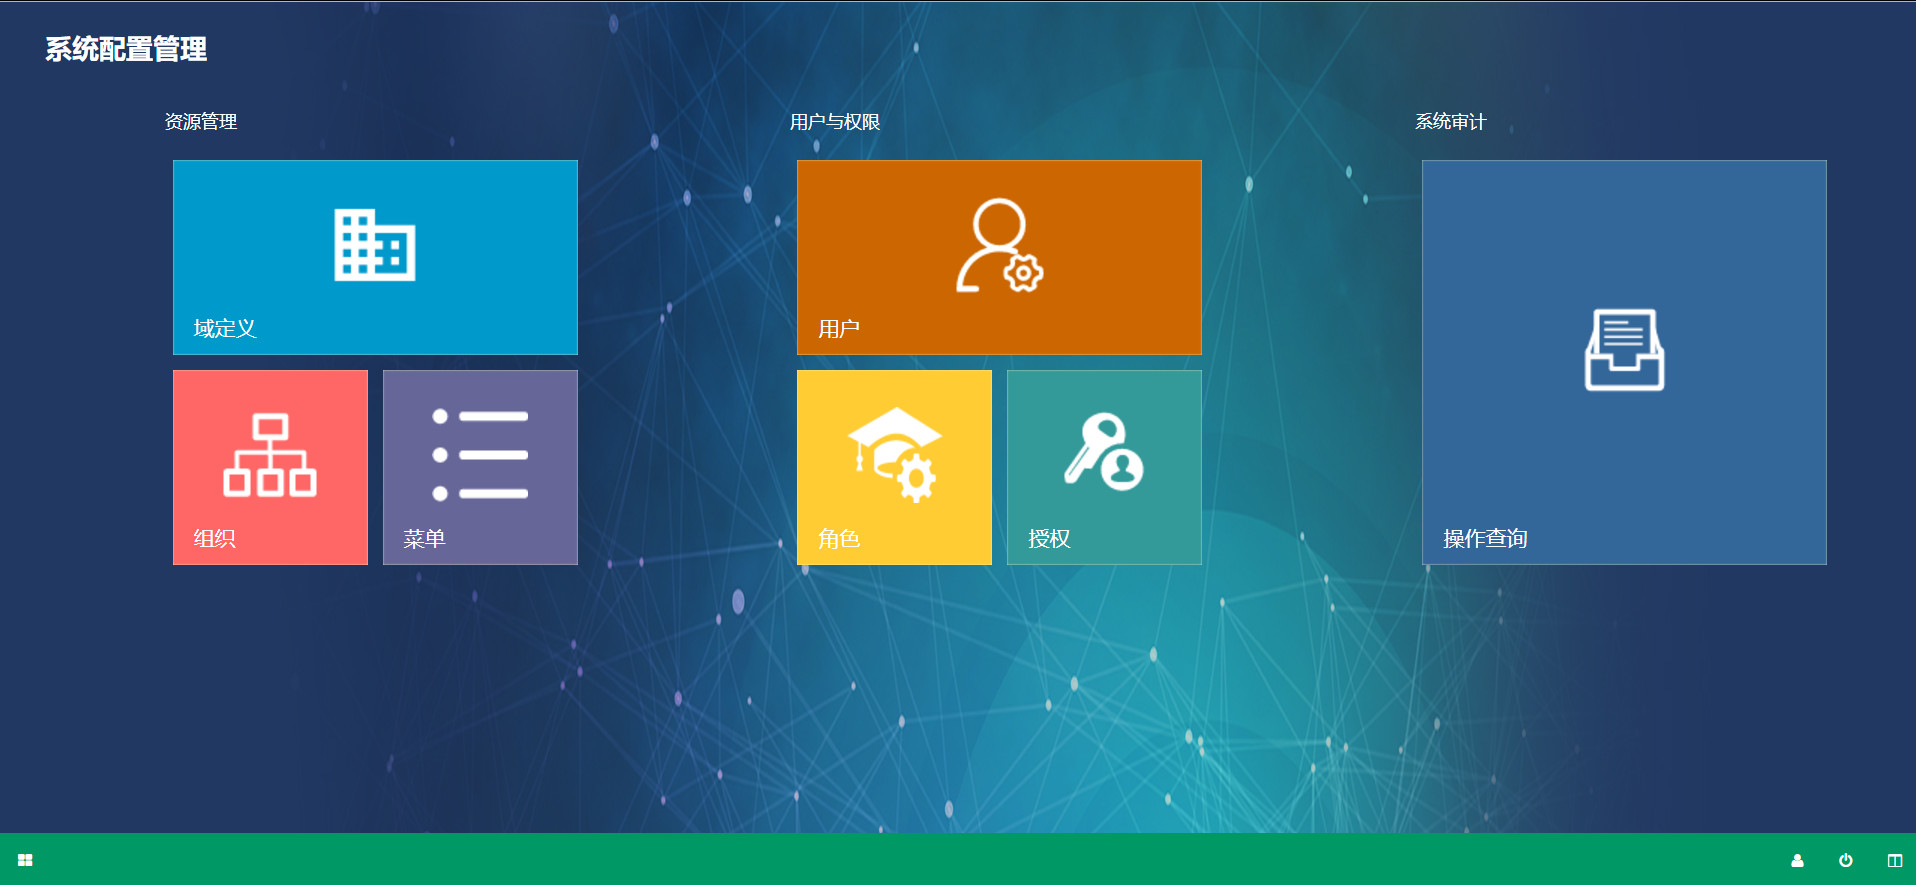 系统配置管理
资源管理
域定义
组织
菜单
用户与权限
用户
角色
授权
系统审计
操作查询